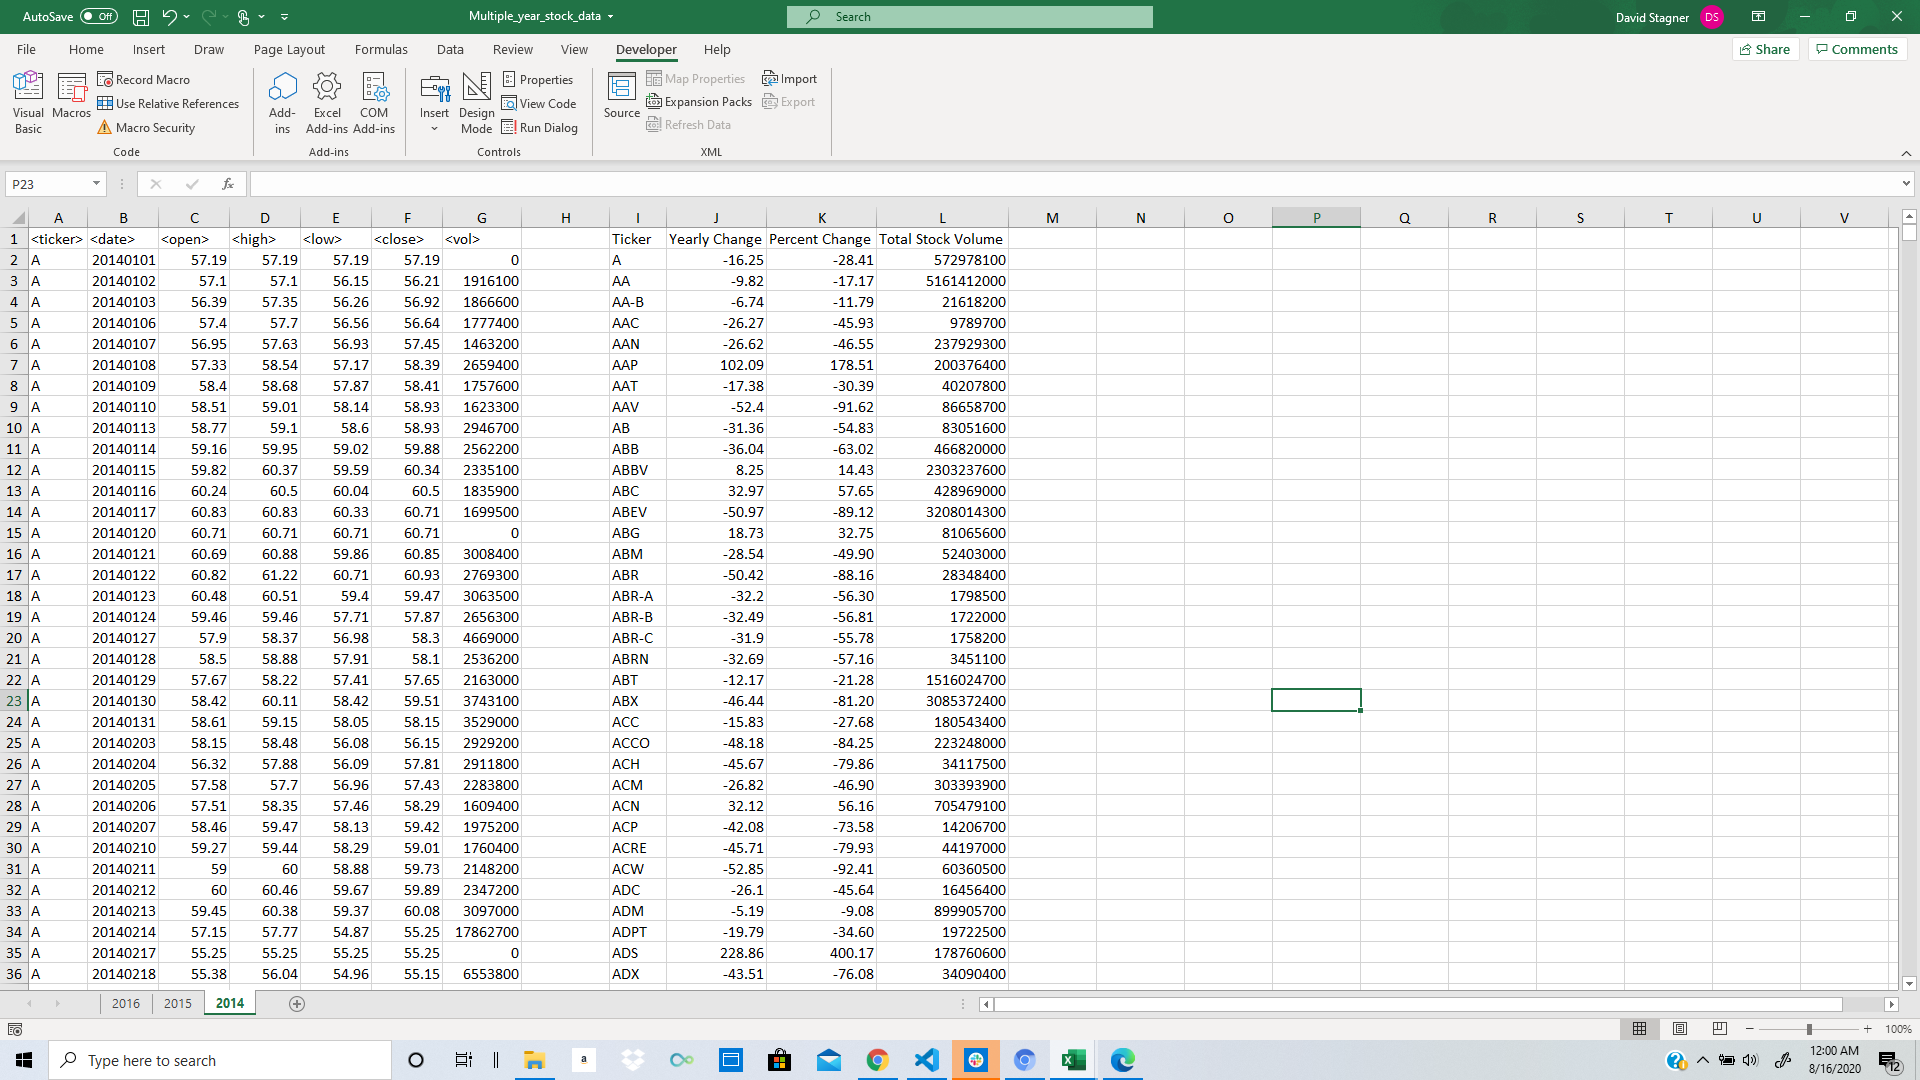 AutoSave Off Multiple_year_stock_data Search David Stagner DS
File Home Insert Draw Page Layout Formulas Data Review View Developer Help Share Comments
Visual Basic Macros Record Macro Use Relative References Macro Security
Add-ins Excel Add-ins COM Add-ins
Insert Design Mode Properties View Code Run Dialog
Source Map Properties Expansion Packs Refresh Data Import Export
Code Add-ins Controls XML
P23 fx
A B C D E F G H I J K L M N O P Q R S T U V
1 <ticker> <date> <open> <high> <low> <close> <vol> Ticker Yearly Change Percent Change Total Stock Volume
2 A 20140101 57.19 57.19 57.19 57.19 0 A -16.25 -28.41 572978100
3 A 20140102 57.1 57.1 56.15 56.21 1916100 AA -9.82 -17.17 5161412000
4 A 20140103 56.39 57.35 56.26 56.92 1866600 AA-B -6.74 -11.79 21618200
5 A 20140106 57.4 57.7 56.56 56.64 1777400 AAC -26.27 -45.93 9789700
6 A 20140107 56.95 57.63 56.93 57.45 1463200 AAN -26.62 -46.55 237929300
7 A 20140108 57.33 58.54 57.17 58.39 2659400 AAP 102.09 178.51 200376400
8 A 20140109 58.4 58.68 57.87 58.41 1757600 AAT -17.38 -30.39 40207800
9 A 20140110 58.51 59.01 58.14 58.93 1623300 AAV -52.4 -91.62 86658700
10 A 20140113 58.77 59.1 58.6 58.93 2946700 AB -31.36 -54.83 83051600
11 A 20140114 59.16 59.95 59.02 59.88 2562200 ABB -36.04 -63.02 466820000
12 A 20140115 59.82 60.37 59.59 60.34 2335100 ABBV 8.25 14.43 2303237600
13 A 20140116 60.24 60.5 60.04 60.5 1835900 ABC 32.97 57.65 428969000
14 A 20140117 60.83 60.83 60.33 60.71 1699500 ABEV -50.97 -89.12 3208014300
15 A 20140120 60.71 60.71 60.71 60.71 0 ABG 18.73 32.75 81065600
16 A 20140121 60.69 60.88 59.86 60.85 3008400 ABM -28.54 -49.90 52403000
17 A 20140122 60.82 61.22 60.71 60.93 2769300 ABR -50.42 -88.16 28348400
18 A 20140123 60.48 60.51 59.4 59.47 3063500 ABR-A -32.2 -56.30 1798500
19 A 20140124 59.46 59.46 57.71 57.87 2656300 ABR-B -32.49 -56.81 1722000
20 A 20140127 57.9 58.37 56.98 58.3 4669000 ABR-C -31.9 -55.78 1758200
21 A 20140128 58.5 58.88 57.91 58.1 2536200 ABRN -32.69 -57.16 3451100
22 A 20140129 57.67 58.22 57.41 57.65 2163000 ABT -12.17 -21.28 1516024700
23 A 20140130 58.42 60.11 58.42 59.51 3743100 ABX -46.44 -81.20 3085372400
24 A 20140131 58.61 59.15 58.05 58.15 3529000 ACC -15.83 -27.68 180543400
25 A 20140203 58.15 58.48 56.08 56.15 2929200 ACCO -48.18 -84.25 223248000
26 A 20140204 56.32 57.88 56.09 57.81 2911800 ACH -45.67 -79.86 34117500
27 A 20140205 57.58 57.7 56.96 57.43 2283800 ACM -26.82 -46.90 303393900
28 A 20140206 57.51 58.35 57.46 58.29 1609400 ACN 32.12 56.16 705479100
29 A 20140207 58.46 59.47 58.13 59.42 1975200 ACP -42.08 -73.58 14206700
30 A 20140210 59.27 59.44 58.29 59.01 1760400 ACRE -45.71 -79.93 44197000
31 A 20140211 59 60 58.88 59.73 2148200 ACW -52.85 -92.41 60360500
32 A 20140212 60 60.46 59.67 59.89 2347200 ADC -26.1 -45.64 16456400
33 A 20140213 59.45 60.38 59.37 60.08 3097000 ADM -5.19 -9.08 899905700
34 A 20140214 57.15 57.77 54.87 55.25 17862700 ADPT -19.79 -34.60 19722500
35 A 20140217 55.25 55.25 55.25 55.25 0 ADS 228.86 400.17 178760600
36 A 20140218 55.38 56.04 54.96 55.15 6553800 ADX -43.51 -76.08 34090400
2016 2015 2014
100%
Type here to search a 12:00 AM
8/16/2020 12